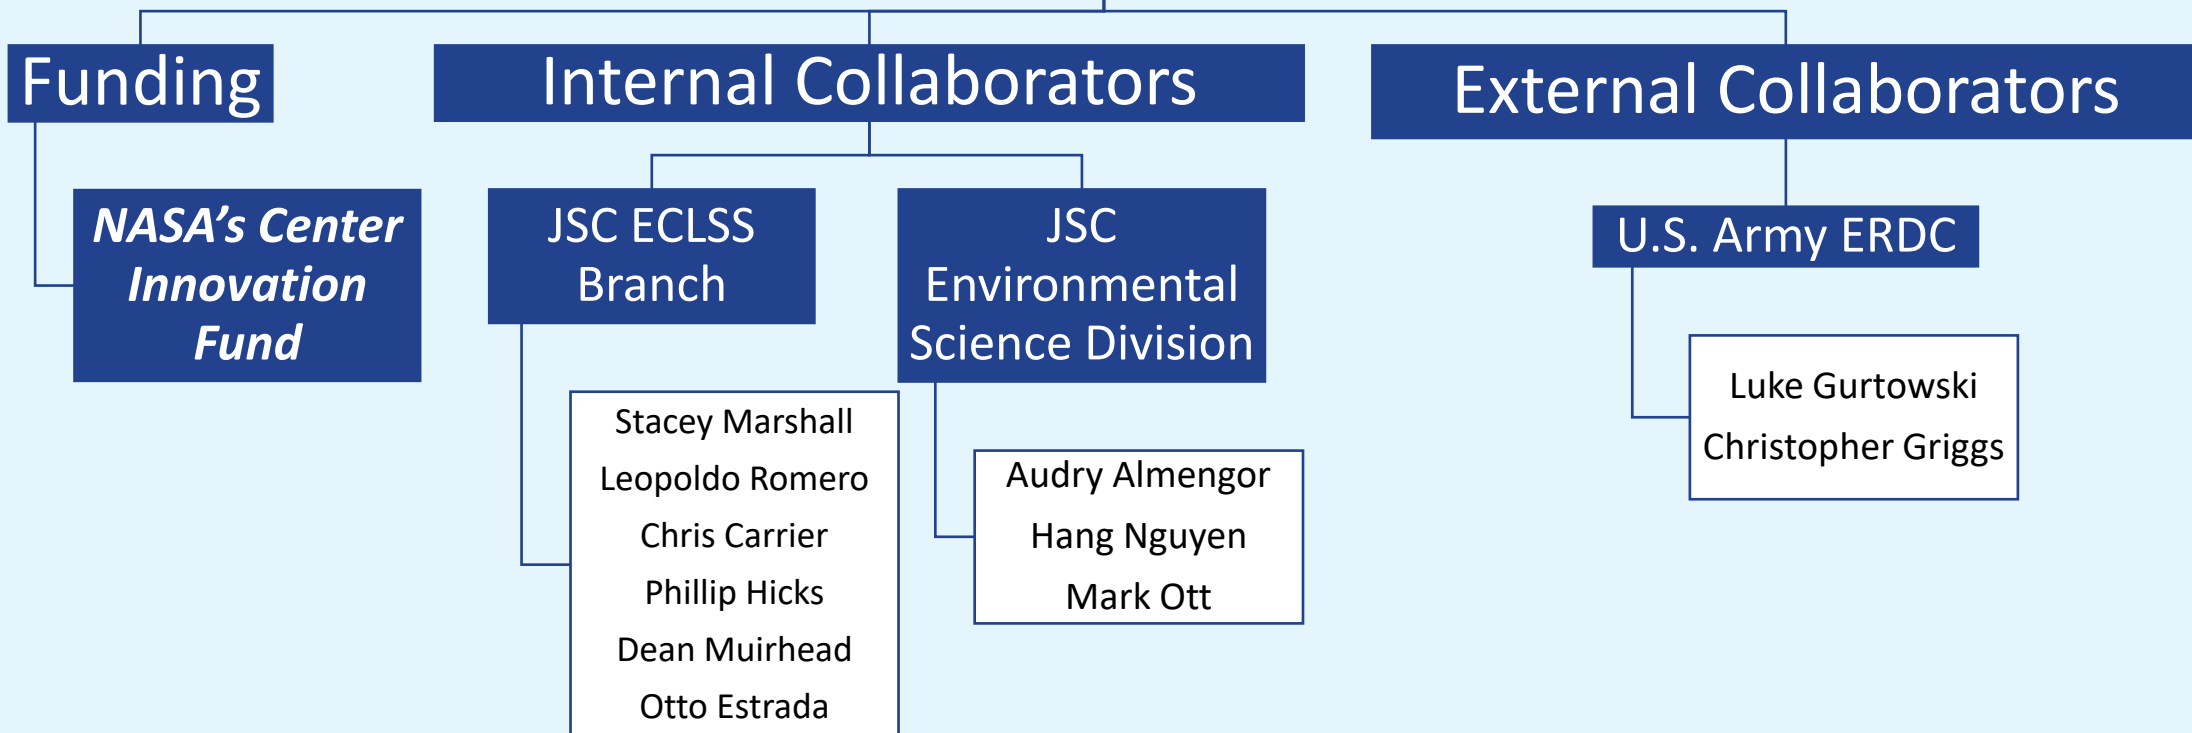 Funding
NASA’s Center
Innovation
Fund
Internal Collaborators
JSC ECLSS
Branch
Stacey Marshall
Leopoldo Romero
Chris Carrier
Phillip Hicks
Dean Muirhead
Otto Estrada
JSC
Environmental
Science Division
Audry Almengor
Hang Nguyen
Mark Ott
External Collaborators
U.S. Army ERDC
Luke Gurtowski
Christopher Griggs